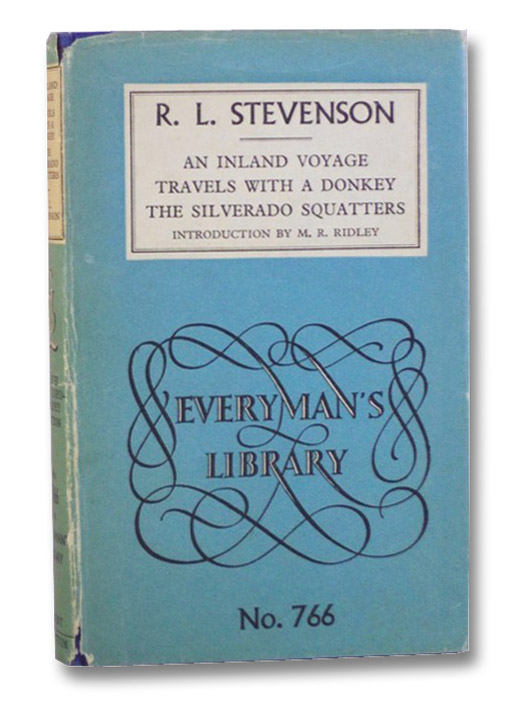 R. L. STEVENSON
AN INLAND VOYAGE
TRAVELS WITH A DONKEY
THE SILVERADO SQUATTERS
INTRODUCTION BY M. R. RIDLEY
EVERYMAN'S
LIBRARY
No. 766